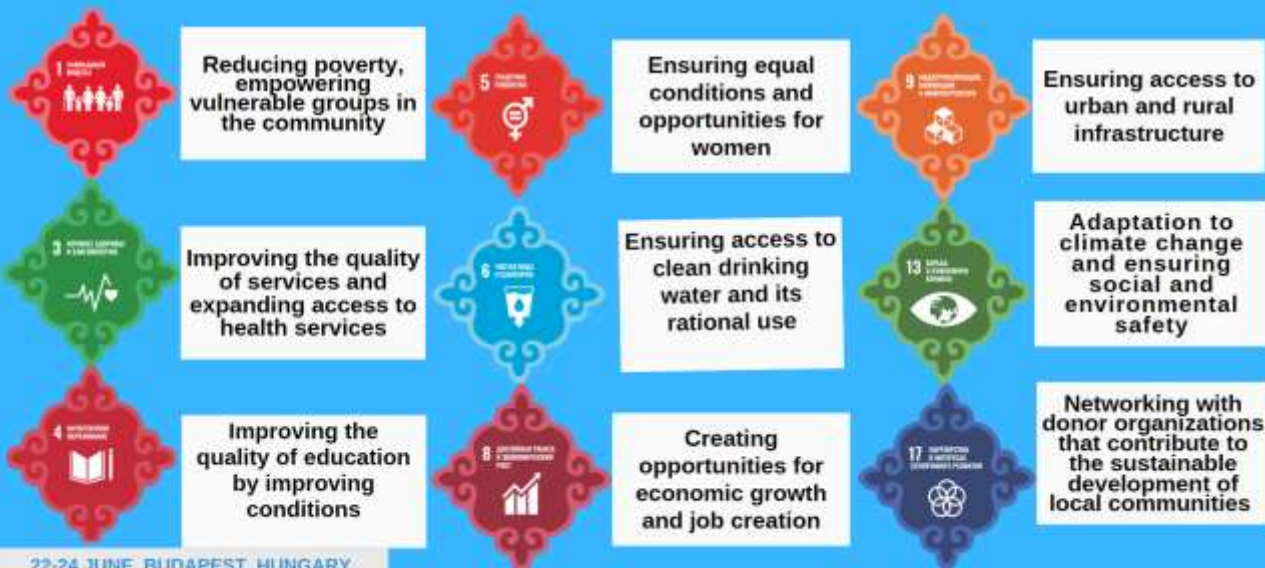 1
Reducing poverty,
empowering
vulnerable groups in
the community
3
Improving the quality
of services and
expanding access to
health services
4
Improving the
quality of education
by improving
conditions
5
Ensuring equal
conditions and
opportunities for
women
6
Ensuring access to
clean drinking
water and its
rational use
8
Creating
opportunities for
economic growth
and job creation
9
Ensuring access to
urban and rural
infrastructure
13
Adaptation to
climate change
and ensuring
social and
environmental
safety
17
Networking with
donor organizations
that contribute to
the sustainable
development of
local communities
22-24 JUNE, BUDAPEST, HUNGARY